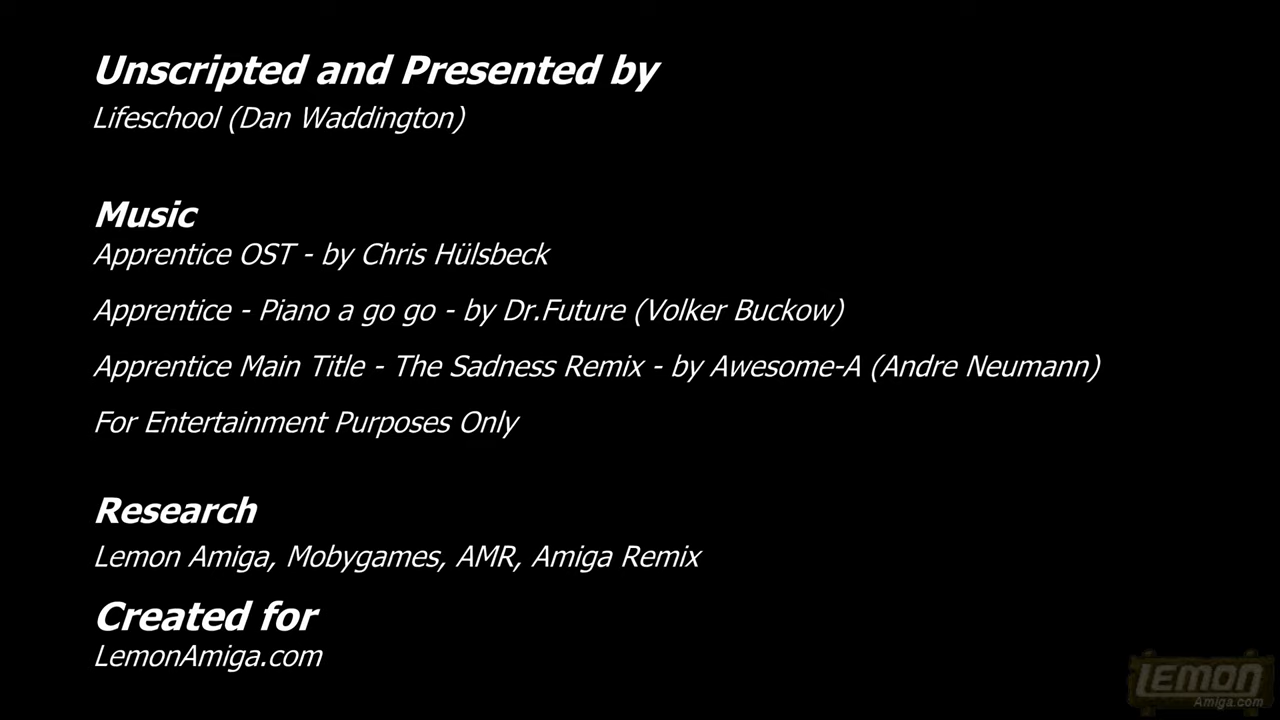 Unscripted and Presented by
Lifeschool (Dan Waddington)
Music
Apprentice OST - by Chris Hülsbeck
Apprentice - Piano a go go - by Dr.Future (Volker Buckow)
Apprentice Main Title - The Sadness Remix - by Awesome-A (Andre Neumann)
For Entertainment Purposes Only
Research
Lemon Amiga, Mobygames, AMR, Amiga Remix
Created for
LemonAmiga.com
LEMON
Amiga.com